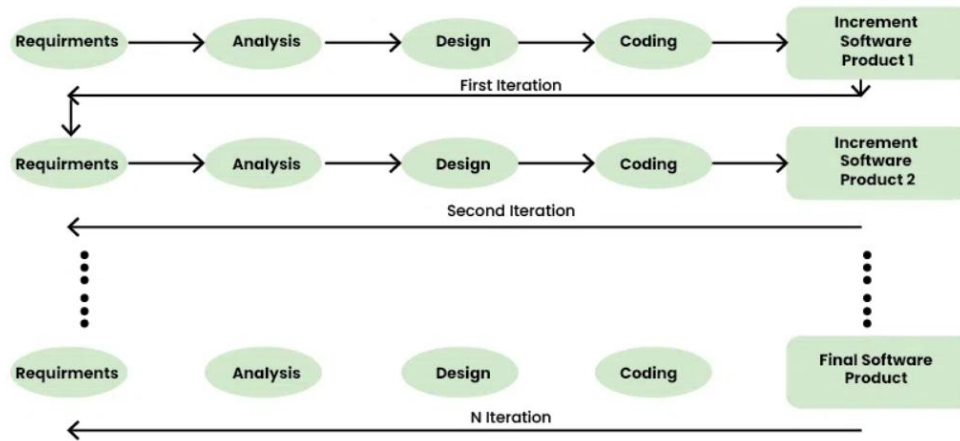 Requirments
Analysis
Design
Coding
Increment
Software
Product 1
First Iteration
Requirments
Analysis
Design
Coding
Increment
Software
Product 2
Second Iteration
Requirments
Analysis
Design
Coding
Final Software
Product
N Iteration